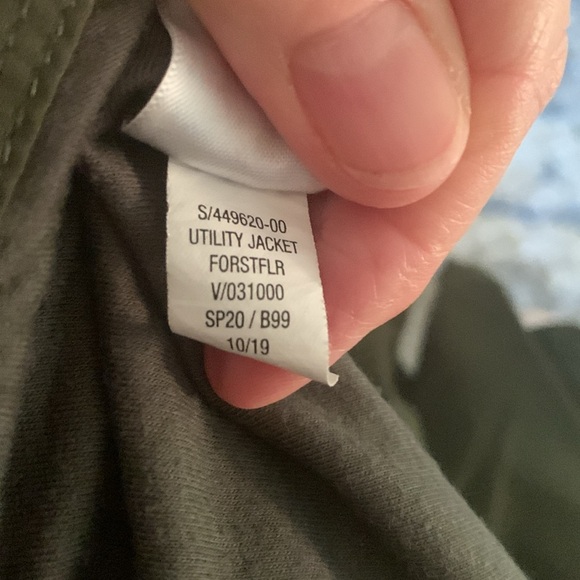 S/449620-00
UTILITY JACKET
FORSTFLR
V/031000
SP20 / B99
10/19